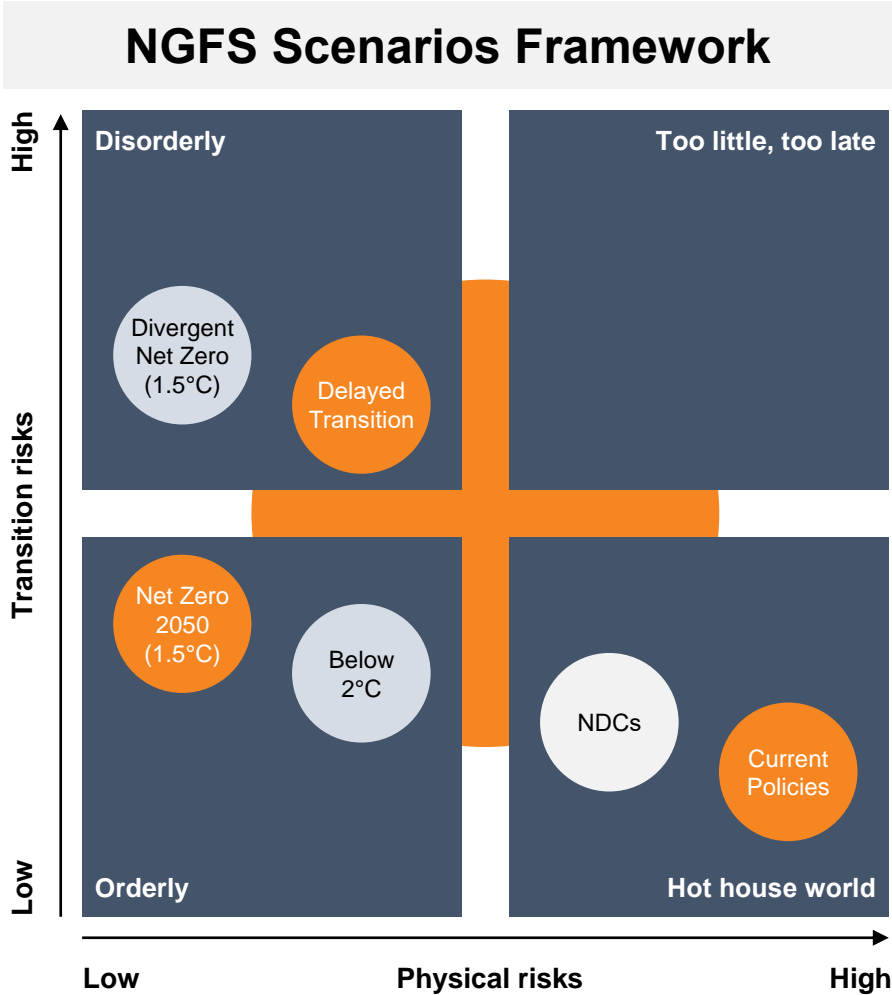 NGFS Scenarios Framework
High
Disorderly
Too little, too late
Divergent
Net Zero
(1.5°C)
Delayed
Transition
Transition risks
Net Zero
2050
(1.5°C)
Below
2°C
NDCs
Current
Policies
Low
Orderly
Hot house world
Low
Physical risks
High